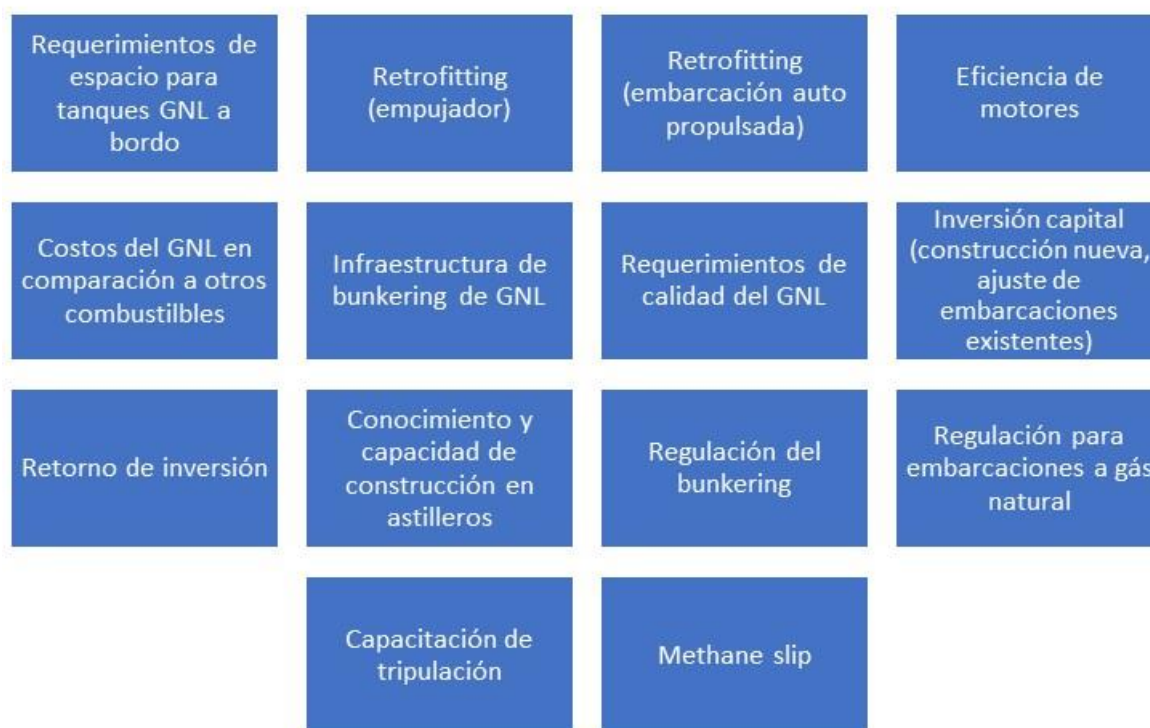 Requerimientos de
espacio para
tanques GNL a
bordo
Retrofitting
(empujador)
Retrofitting
(embarcación auto
propulsada)
Eficiencia de
motores
Costos del GNL en
comparación a otros
combustilbles
Infraestructura de
bunkering de GNL
Requerimientos de
calidad del GNL
Inversión capital
(construcción nueva,
ajuste de
embarcaciones
existentes)
Retorno de inversión
Conocimiento y
capacidad de
construcción en
astilleros
Regulación del
bunkering
Regulación para
embarcaciones a gás
natural
Capacitación de
tripulación
Methane slip